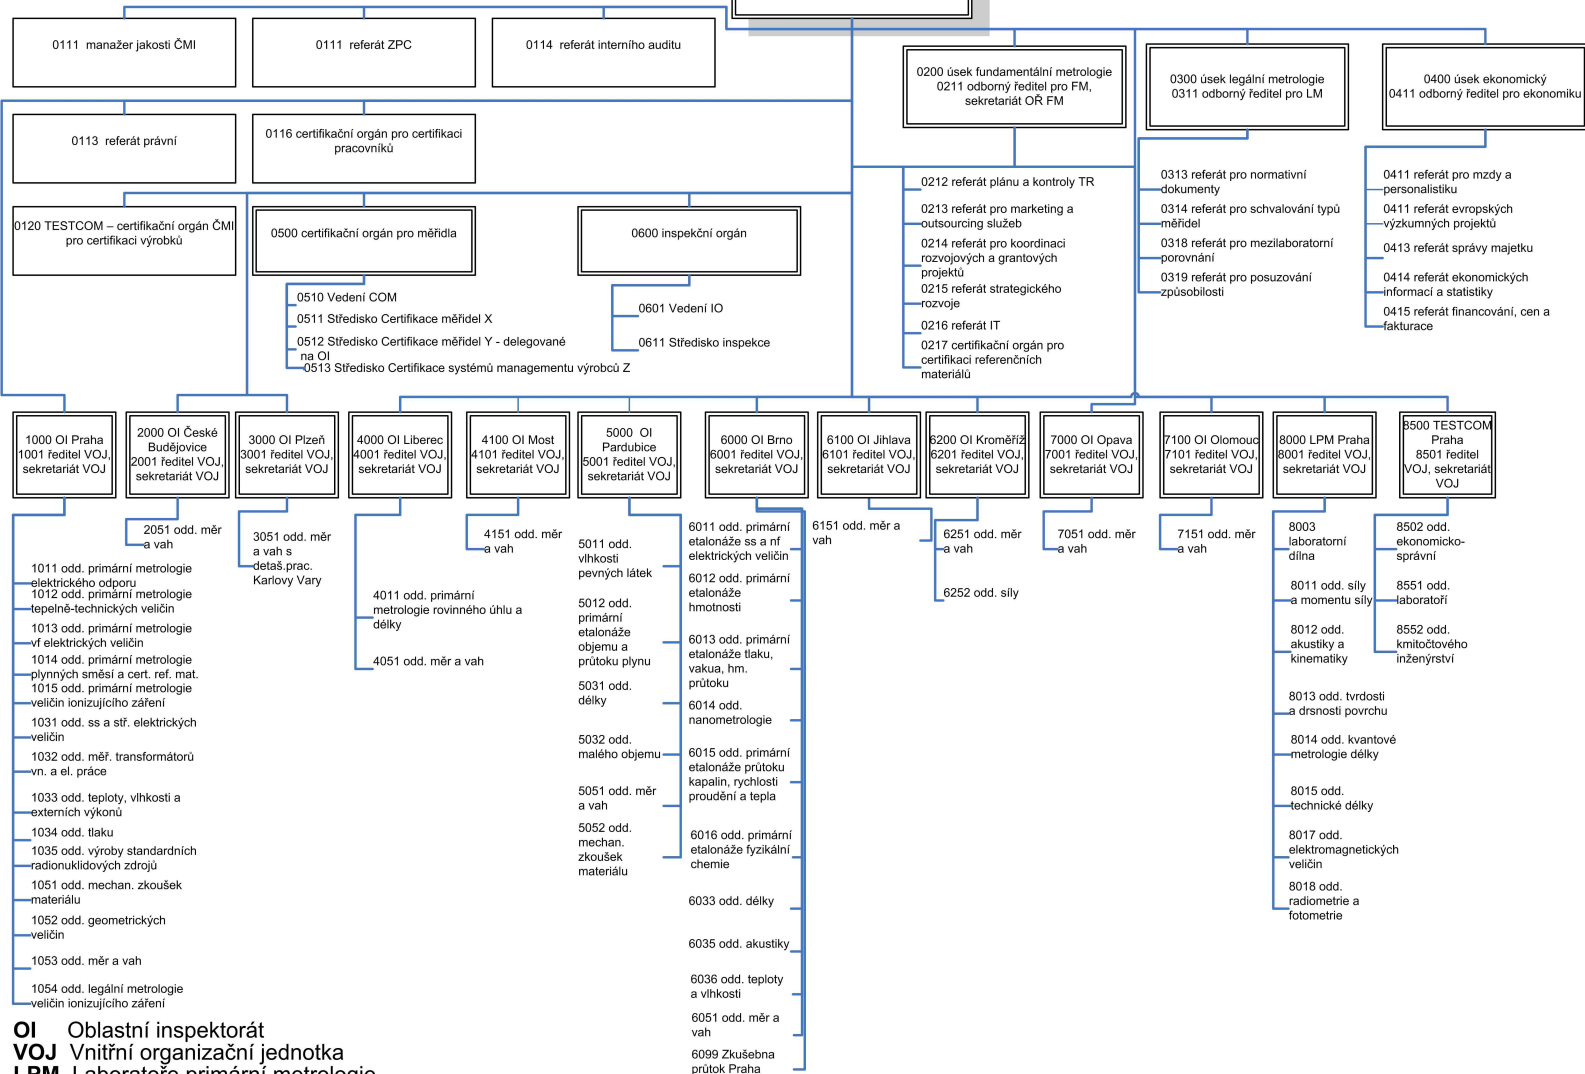 0111  manažer jakosti ČMI
0111  referát ZPC
0114  referát interního auditu
0200 úsek fundamentální metrologie
0211 odborný ředitel pro FM,
sekretariát OŘ FM
0300 úsek legální metrologie
0311 odborný ředitel pro LM
0400 úsek ekonomický
0411 odborný ředitel pro ekonomiku
0113  referát právní
0116 certifikační orgán pro certifikaci
pracovníků
0120 TESTCOM – certifikační orgán ČMI
pro certifikaci výrobků
0500 certifikační orgán pro měřidla
0600 inspekční orgán
0510 Vedení COM
0511 Středisko Certifikace měřidel X
0512 Středisko Certifikace měřidel Y - delegované
na OI
0513 Středisko Certifikace systémů managementu výrobců Z
0601 Vedení IO
0611 Středisko inspekce
0212 referát plánu a kontroly TR
0213 referát pro marketing a
outsourcing služeb
0214 referát pro koordinaci
rozvojových a grantových
projektů
0215 referát strategického
rozvoje
0216 referát IT
0217 certifikační orgán pro
certifikaci referenčních
materiálů
0313 referát pro normativní
dokumenty
0314 referát pro schvalování typů
měřidel
0318 referát pro mezilaboratorní
porovnání
0319 referát pro posuzování
způsobilosti
0411 referát pro mzdy a
personalistiku
0411 referát evropských
výzkumných projektů
0413 referát správy majetku
0414 referát ekonomických
informací a statistiky
0415 referát financování, cen a
fakturace
1000 OI Praha
1001 ředitel VOJ,
sekretariát VOJ
2000 OI České
Budějovice
2001 ředitel VOJ,
sekretariát VOJ
3000 OI Plzeň
3001 ředitel VOJ,
sekretariát VOJ
4000 OI Liberec
4001 ředitel VOJ,
sekretariát VOJ
4100 OI Most
4101 ředitel VOJ,
sekretariát VOJ
5000  OI
Pardubice
5001 ředitel VOJ,
sekretariát VOJ
6000 OI Brno
6001 ředitel VOJ,
sekretariát VOJ
6100 OI Jihlava
6101 ředitel VOJ,
sekretariát VOJ
6200 OI Kroměříž
6201 ředitel VOJ,
sekretariát VOJ
7000 OI Opava
7001 ředitel VOJ,
sekretariát VOJ
7100 OI Olomouc
7101 ředitel VOJ,
sekretariát VOJ
8000 LPM Praha
8001 ředitel VOJ,
sekretariát VOJ
8500 TESTCOM
Praha
8501 ředitel
VOJ, sekretariát
VOJ
1011 odd. primární metrologie
elektrického odporu
1012 odd. primární metrologie
tepelně-technických veličin
1013 odd. primární metrologie
vf elektrických veličin
1014 odd. primární metrologie
plynných směsí a cert. ref. mat.
1015 odd. primární metrologie
veličin ionizujícího záření
1031 odd. ss a stř. elektrických
veličin
1032 odd. měř. transformátorů
vn. a el. práce
1033 odd. teploty, vlhkosti a
externích výkonů
1034 odd. tlaku
1035 odd. výroby standardních
radionuklidových zdrojů
1051 odd. mechan. zkoušek
materiálu
1052 odd. geometrických
veličin
1053 odd. měr a vah
1054 odd. legální metrologie
veličin ionizujícího záření
2051 odd. měr
a vah
3051 odd. měr
a vah s
detaš.prac.
Karlovy Vary
4011 odd. primární
metrologie rovinného úhlu a
délky
4051 odd. měr a vah
4151 odd. měr
a vah
5011 odd.
vlhkosti
pevných látek
5012 odd.
primární
etalonáže
objemu a
průtoku plynu
5031 odd.
délky
5032 odd.
malého objemu
5051 odd. měr
a vah
5052 odd.
mechan.
zkoušek
materiálu
6011 odd. primární
etalonáže ss a nf
elektrických veličin
6012 odd. primární
etalonáže
hmotnosti
6013 odd. primární
etalonáže tlaku,
vakua, hm.
průtoku
6014 odd.
nanometrologie
6015 odd. primární
etalonáže průtoku
kapalin, rychlosti
proudění a tepla
6016 odd. primární
etalonáže fyzikální
chemie
6033 odd. délky
6035 odd. akustiky
6036 odd. teploty
a vlhkosti
6051 odd. měr a
vah
6099 Zkušebna
průtok Praha
6151 odd. měr a
vah
6251 odd. měr
a vah
6252 odd. síly
7051 odd. měr
a vah
7151 odd. měr
a vah
8003
laboratorní
dílna
8011 odd. síly
a momentu síly
8012 odd.
akustiky a
kinematiky
8013 odd. tvrdosti
a drsnosti povrchu
8014 odd. kvantové
metrologie délky
8015 odd.
technické délky
8017 odd.
elektromagnetických
veličin
8018 odd.
radiometrie a
fotometrie
8502 odd.
ekonomicko-
správní
8551 odd.
laboratoří
8552 odd.
kmitočtového
inženýrství
OI Oblastní inspektorát
VOJ Vnitřní organizační jednotka
LPM Laboratoře primární metrologie